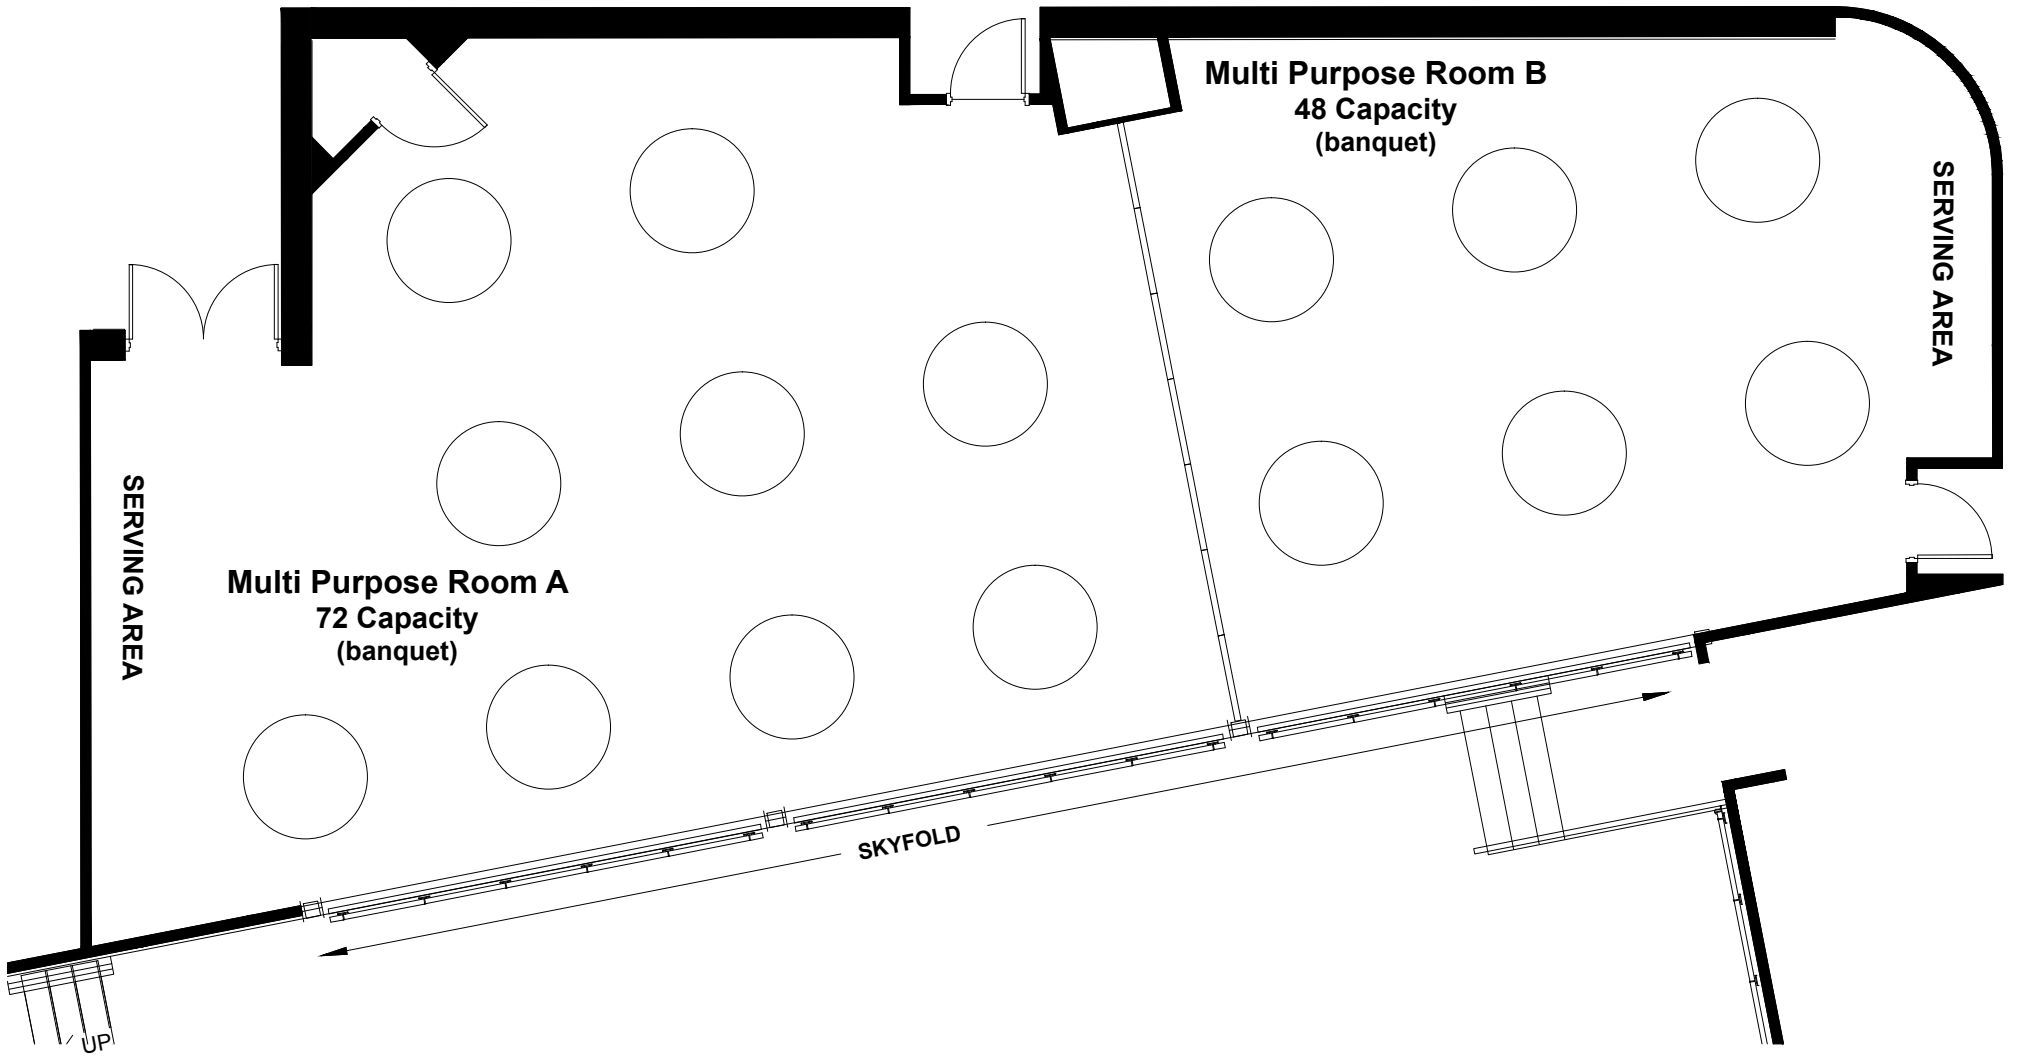 Multi Purpose Room B
48 Capacity
(banquet)
SERVING AREA
SERVING AREA
Multi Purpose Room A
72 Capacity
(banquet)
SKYFOLD
UP